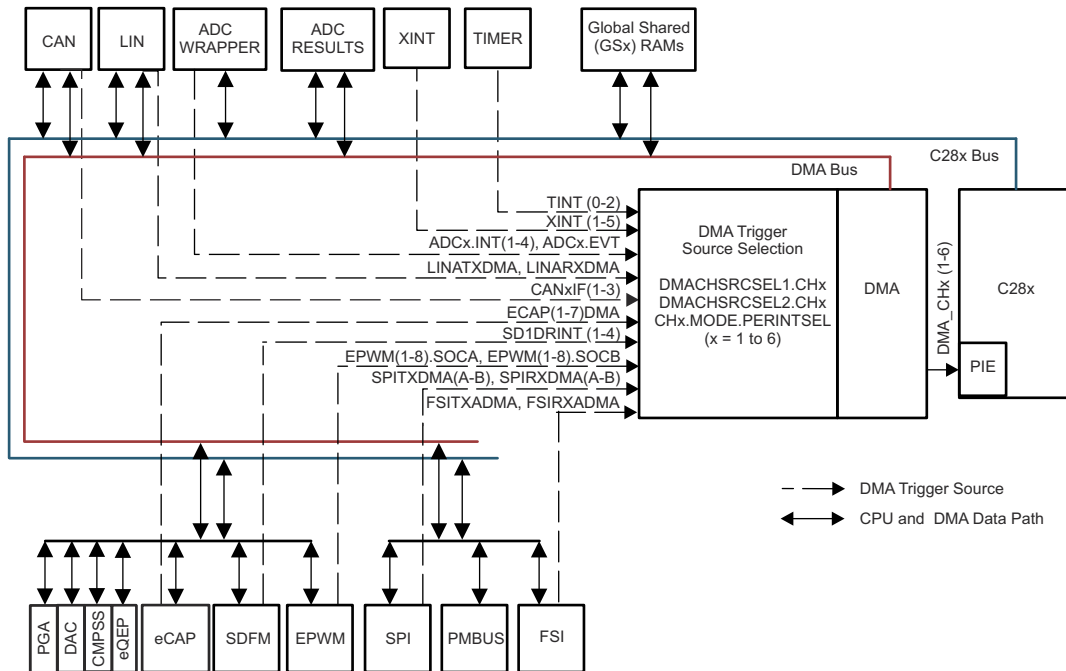 CAN
LIN
ADC
WRAPPER
ADC
RESULTS
XINT
TIMER
Global Shared
(GSx) RAMs
C28x Bus
DMA Bus
TINT (0-2)
XINT (1-5)
ADCx.INT(1-4), ADCx.EVT
LINATXDMA, LINARXDMA
CANxIF(1-3)
ECAP(1-7)DMA
SD1DRINT (1-4)
EPWM(1-8).SOCA, EPWM(1-8).SOCB
SPITXDMA(A-B), SPIRXDMA(A-B)
FSITXADMA, FSIRXADMA
DMA Trigger
Source Selection
DMACHSRCSEL1.CHx
DMACHSRCSEL2.CHx
CHx.MODE.PERINTSEL
(x = 1 to 6)
DMA
DMA_CHx (1-6)
C28x
PIE
DMA Trigger Source
CPU and DMA Data Path
PGA
DAC
CMPSS
eQEP
eCAP
SDFM
EPWM
SPI
PMBUS
FSI